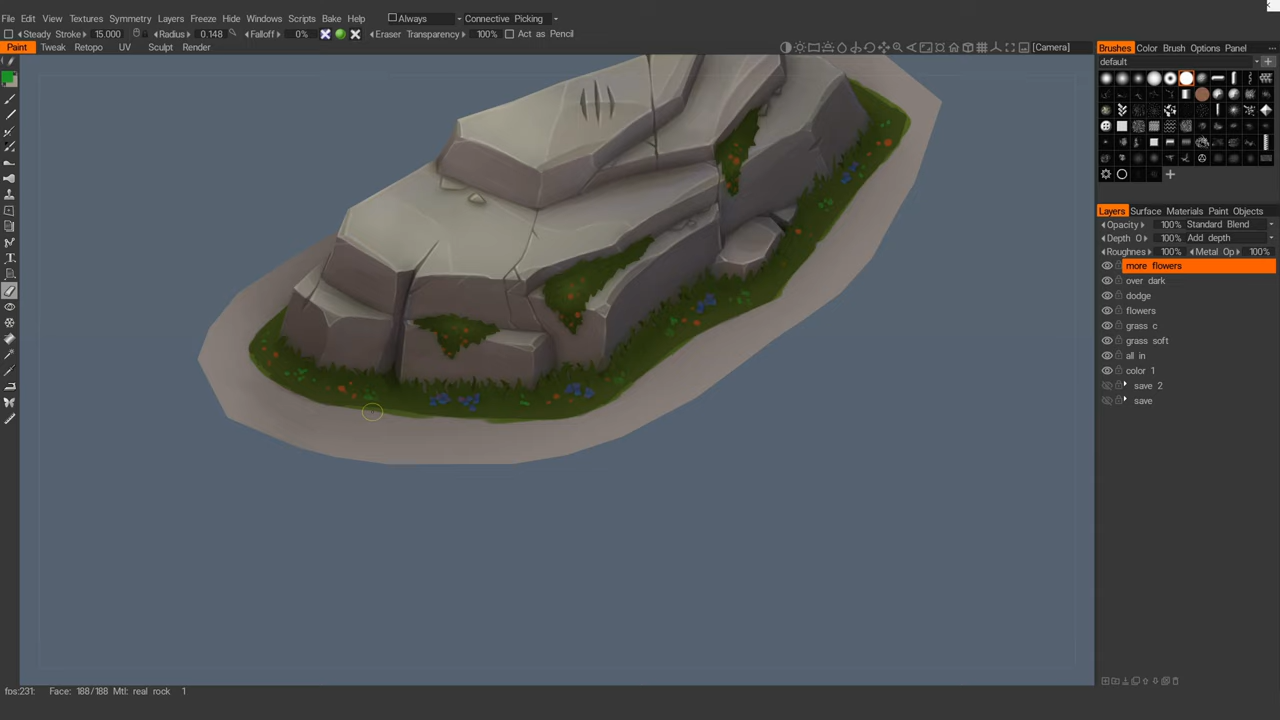 File Edit View Textures Symmetry Layers Freeze Hide Windows Scripts Bake Help Always Connective Picking
Steady Stroke 15.000 Radius 0.148 Falloff 0% Eraser Transparency 100% Act as Pencil
Paint Tweak Retopo UV Sculpt Render [Camera]
Brushes Color Brush Options Panel
default
Layers Surface Materials Paint Objects
Opacity 100% Standard Blend
Depth O 100% Add depth
Roughness 100% Metal Op 100%
more flowers
over dark
dodge
flowers
grass c
grass soft
all in
color 1
save 2
save
fps:231: Face: 188/188 Mtl: real rock 1